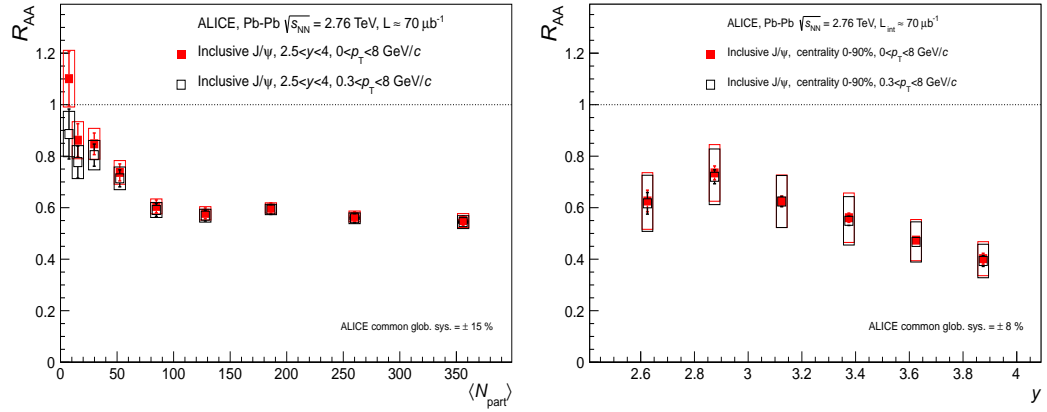 ALICE, Pb-Pb √s_NN = 2.76 TeV, L ≈ 70 μb⁻¹
Inclusive J/ψ, 2.5<y<4, 0<p_T<8 GeV/c
Inclusive J/ψ, 2.5<y<4, 0.3<p_T<8 GeV/c
R_AA
1.2
1
0.8
0.6
0.4
0.2
0
ALICE common glob. sys. = ± 15 %
0 50 100 150 200 250 300 350
⟨N_part⟩
ALICE, Pb-Pb √s_NN = 2.76 TeV, L_int ≈ 70 μb⁻¹
Inclusive J/ψ, centrality 0-90%, 0<p_T<8 GeV/c
Inclusive J/ψ, centrality 0-90%, 0.3<p_T<8 GeV/c
R_AA
1.2
1
0.8
0.6
0.4
0.2
0
ALICE common glob. sys. = ± 8 %
2.6 2.8 3 3.2 3.4 3.6 3.8 4
y